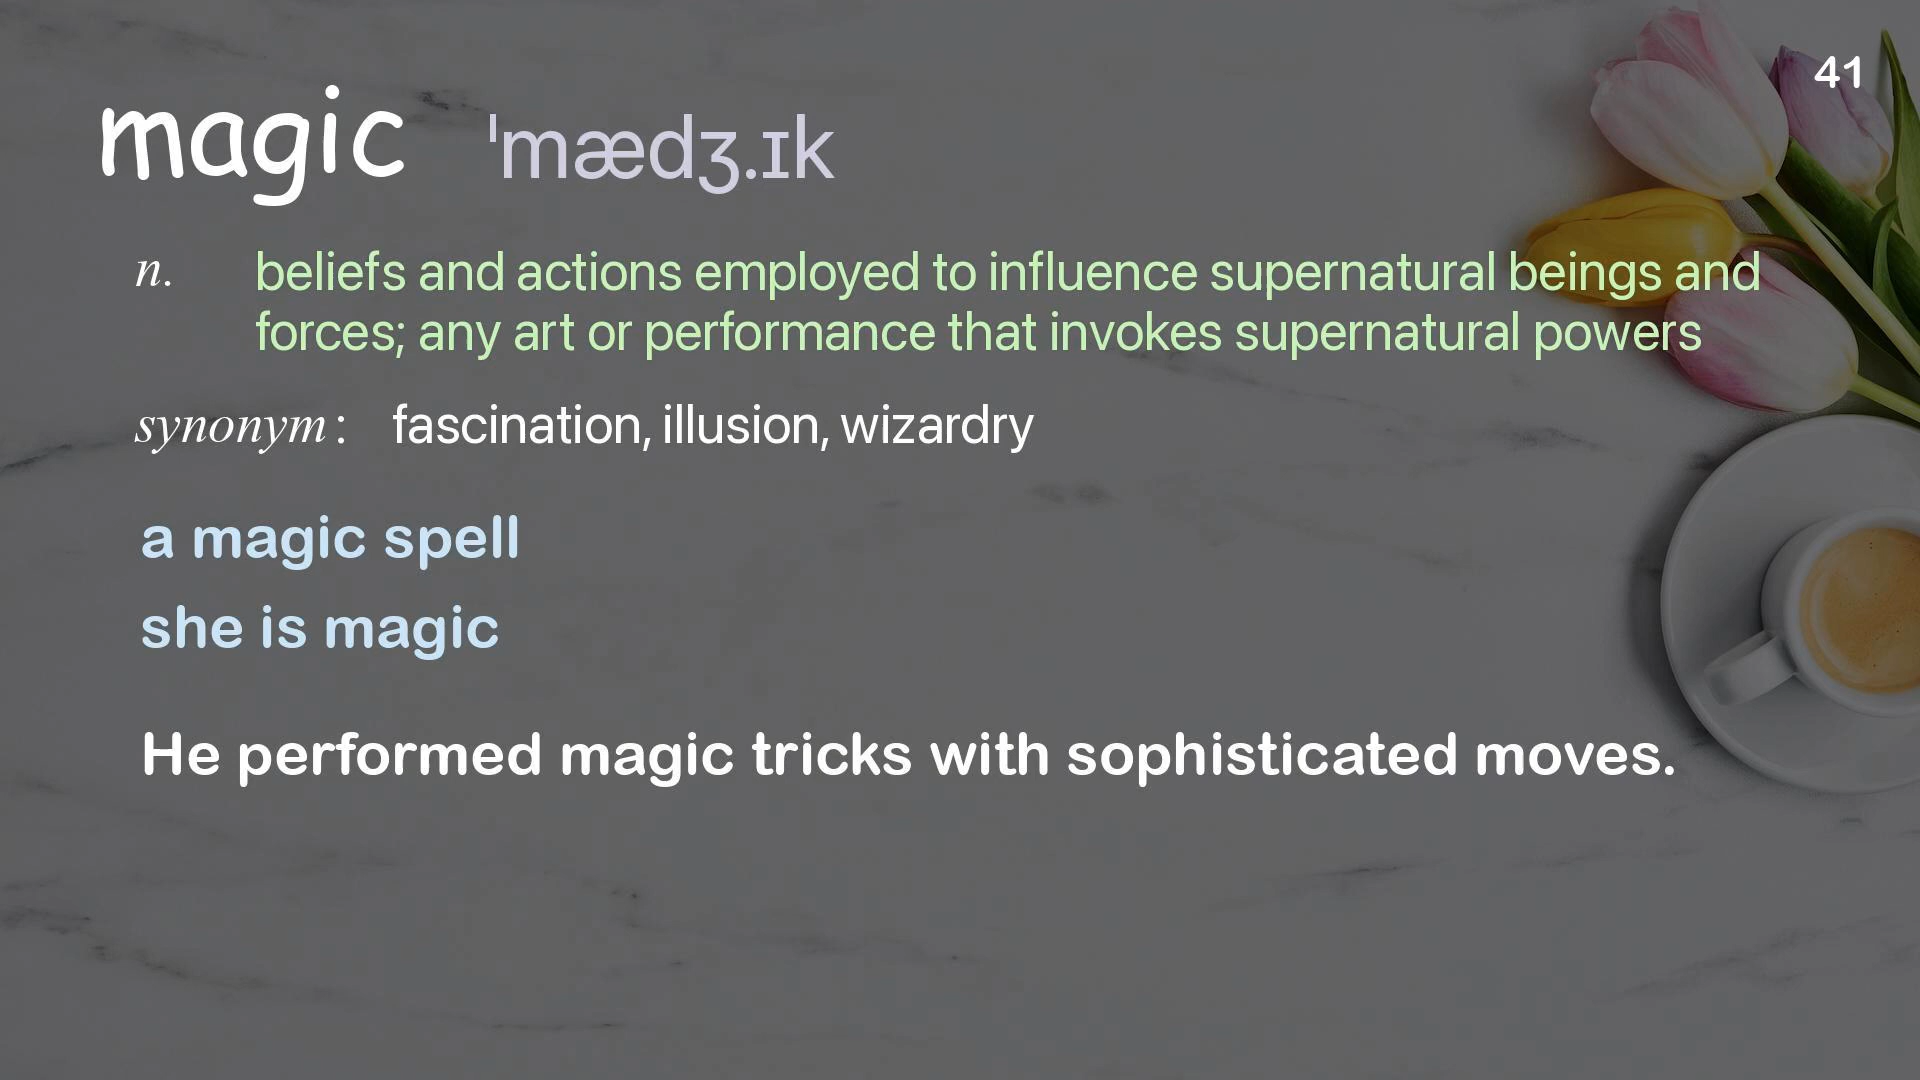 41
magic ˈmædʒ.ɪk
n. beliefs and actions employed to influence supernatural beings and
forces; any art or performance that invokes supernatural powers
synonym: fascination, illusion, wizardry
a magic spell
she is magic
He performed magic tricks with sophisticated moves.